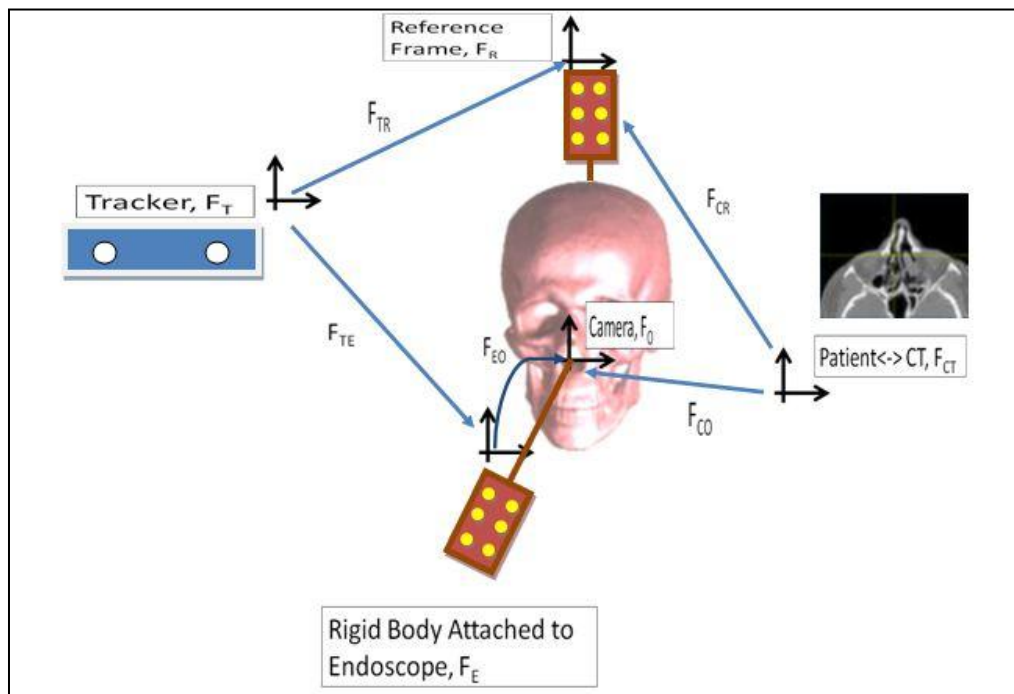 Reference
Frame, F_R
F_TR
Tracker, F_T
F_CR
F_TE
Camera, F_0
F_EO
Patient<-> CT, F_CT
F_CO
Rigid Body Attached to
Endoscope, F_E